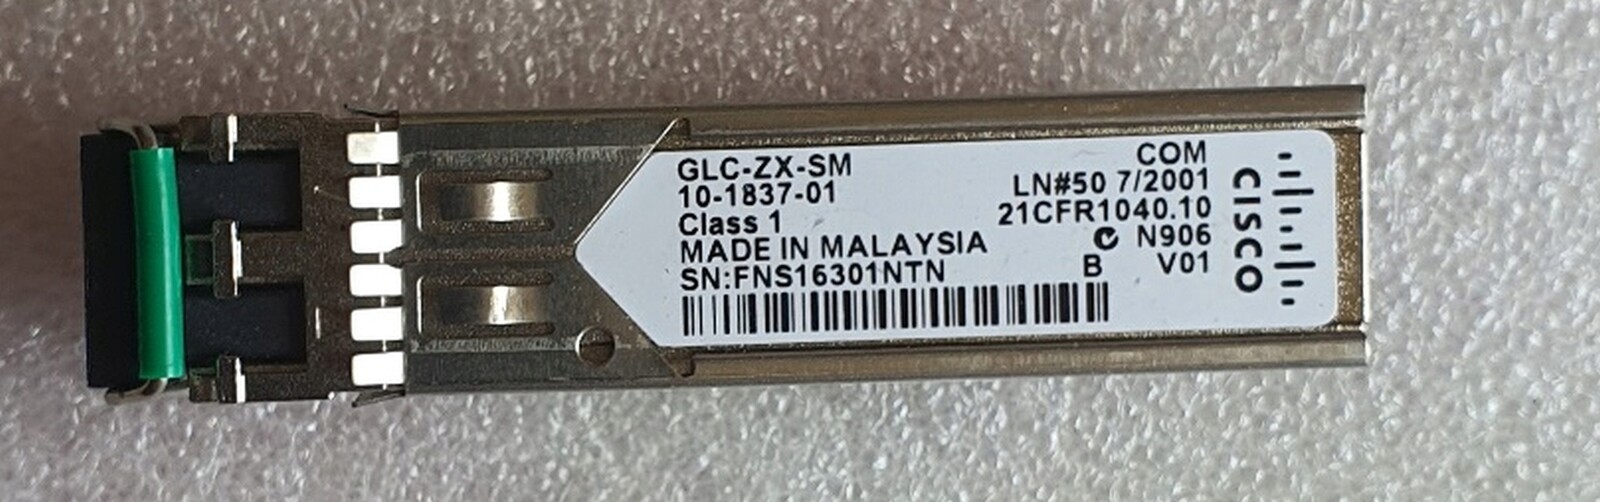 GLC-ZX-SM
10-1837-01
Class 1
MADE IN MALAYSIA
SN:FNS16301NTN
COM
LN#50 7/2001
21CFR1040.10
N906
B V01
CISCO